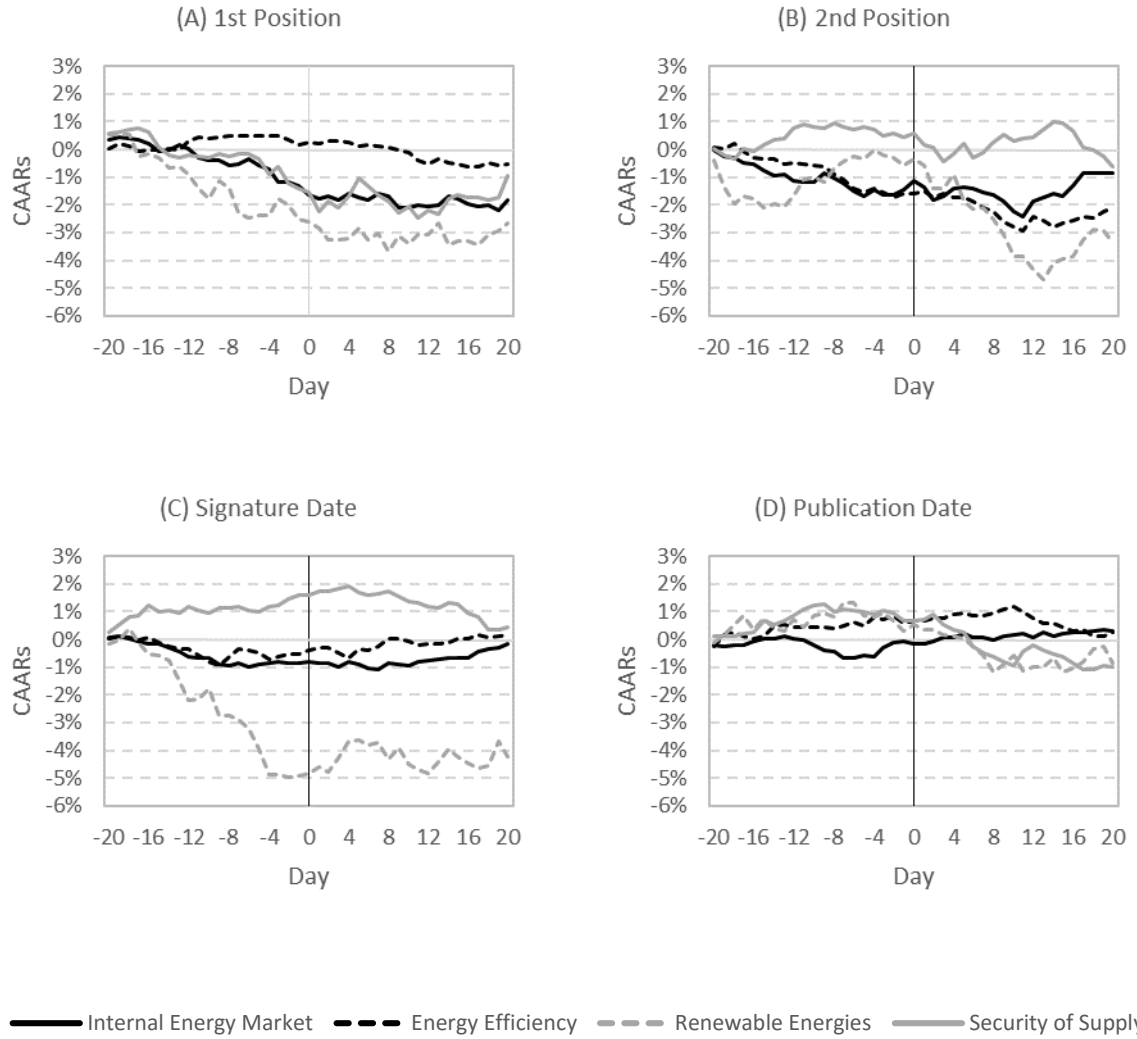 (A) 1st Position
3%
2%
1%
0%
-1%
-2%
-3%
-4%
-5%
-6%
CAARs
-20 -16 -12 -8 -4 0 4 8 12 16 20
Day
(B) 2nd Position
3%
2%
1%
0%
-1%
-2%
-3%
-4%
-5%
-6%
CAARs
-20 -16 -12 -8 -4 0 4 8 12 16 20
Day
(C) Signature Date
3%
2%
1%
0%
-1%
-2%
-3%
-4%
-5%
-6%
CAARs
-20 -16 -12 -8 -4 0 4 8 12 16 20
Day
(D) Publication Date
3%
2%
1%
0%
-1%
-2%
-3%
-4%
-5%
-6%
CAARs
-20 -16 -12 -8 -4 0 4 8 12 16 20
Day
Internal Energy Market Energy Efficiency Renewable Energies Security of Supply